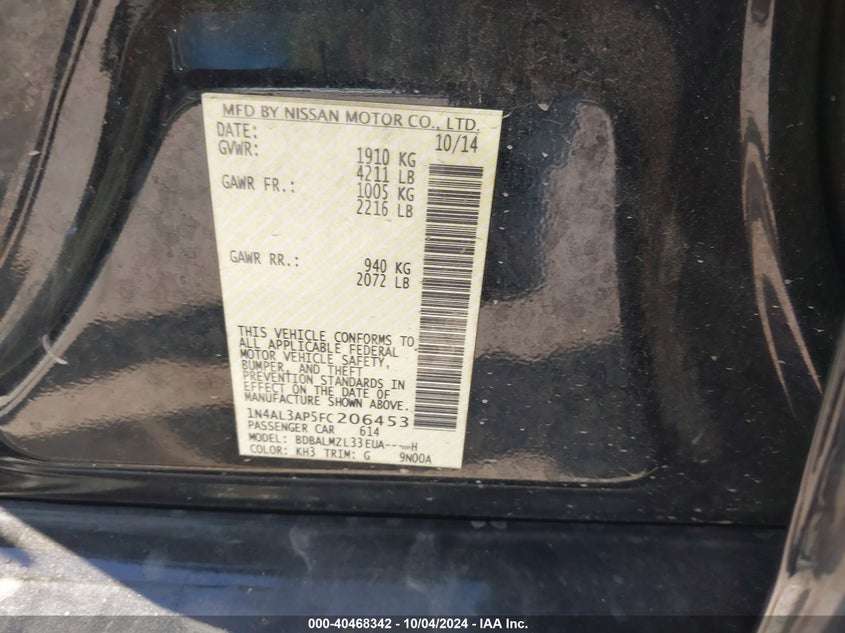 MFD BY NISSAN MOTOR CO., LTD.
DATE: 10/14
GVWR: 1910 KG
4211 LB
GAWR FR.: 1005 KG
2216 LB
GAWR RR.: 940 KG
2072 LB
THIS VEHICLE CONFORMS TO
ALL APPLICABLE FEDERAL
MOTOR VEHICLE SAFETY,
BUMPER, AND THEFT
PREVENTION STANDARDS IN
EFFECT ON THE DATE OF
MANUFACTURE SHOWN ABOVE.
1N4AL3AP5FC206453
PASSENGER CAR 614
MODEL: BDBALMZL33EUA----H
COLOR: KH3 TRIM: G 9N00A
000-40468342 - 10/04/2024 - IAA Inc.